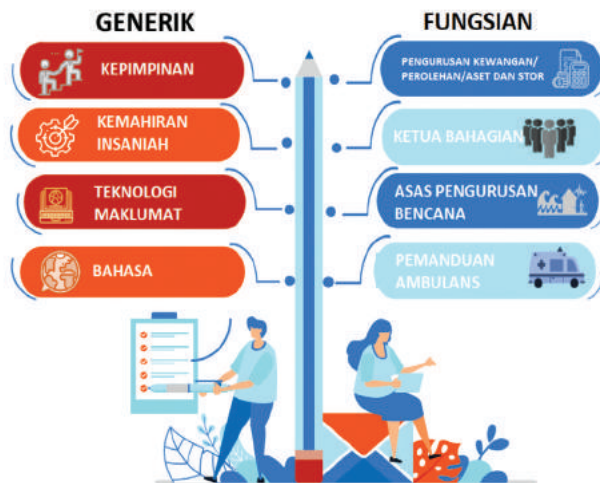 GENERIK
KEPIMPINAN
KEMAHIRAN
INSANIAH
TEKNOLOGI
MAKLUMAT
BAHASA
FUNGSIAN
PENGURUSAN KEWANGAN/
PEROLEHAN/ASET DAN STOR
KETUA BAHAGIAN
ASAS PENGURUSAN
BENCANA
PEMANDUAN
AMBULANS